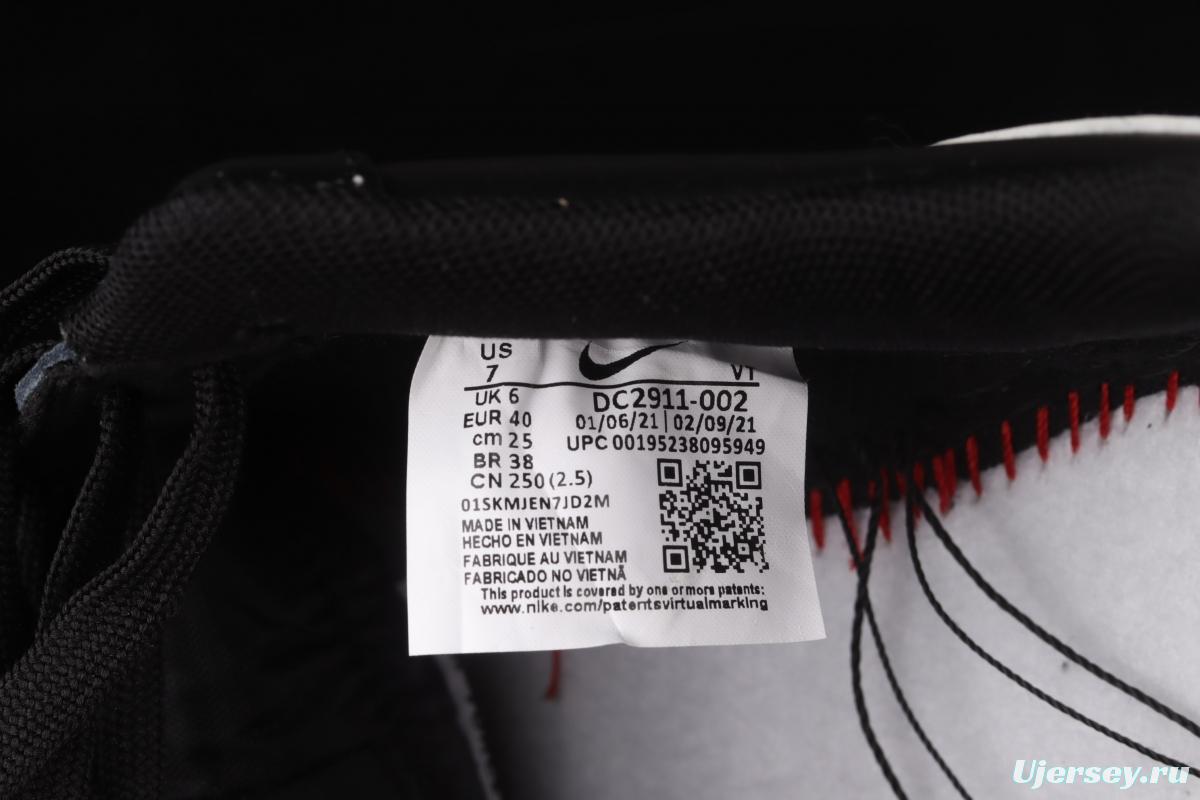 US
7 VT
UK 6
DC2911-002
EUR 40
01/06/21 | 02/09/21
cm 25
UPC 00195238095949
BR 38
CN 250 (2.5)
01SKMJEN7JD2M
MADE IN VIETNAM
HECHO EN VIETNAM
FABRIQUE AU VIETNAM
FABRICADO NO VIETNÃ
This product is covered by one or more patents:
www.nike.com/patentsvirtualmarking
Ujersey.ru